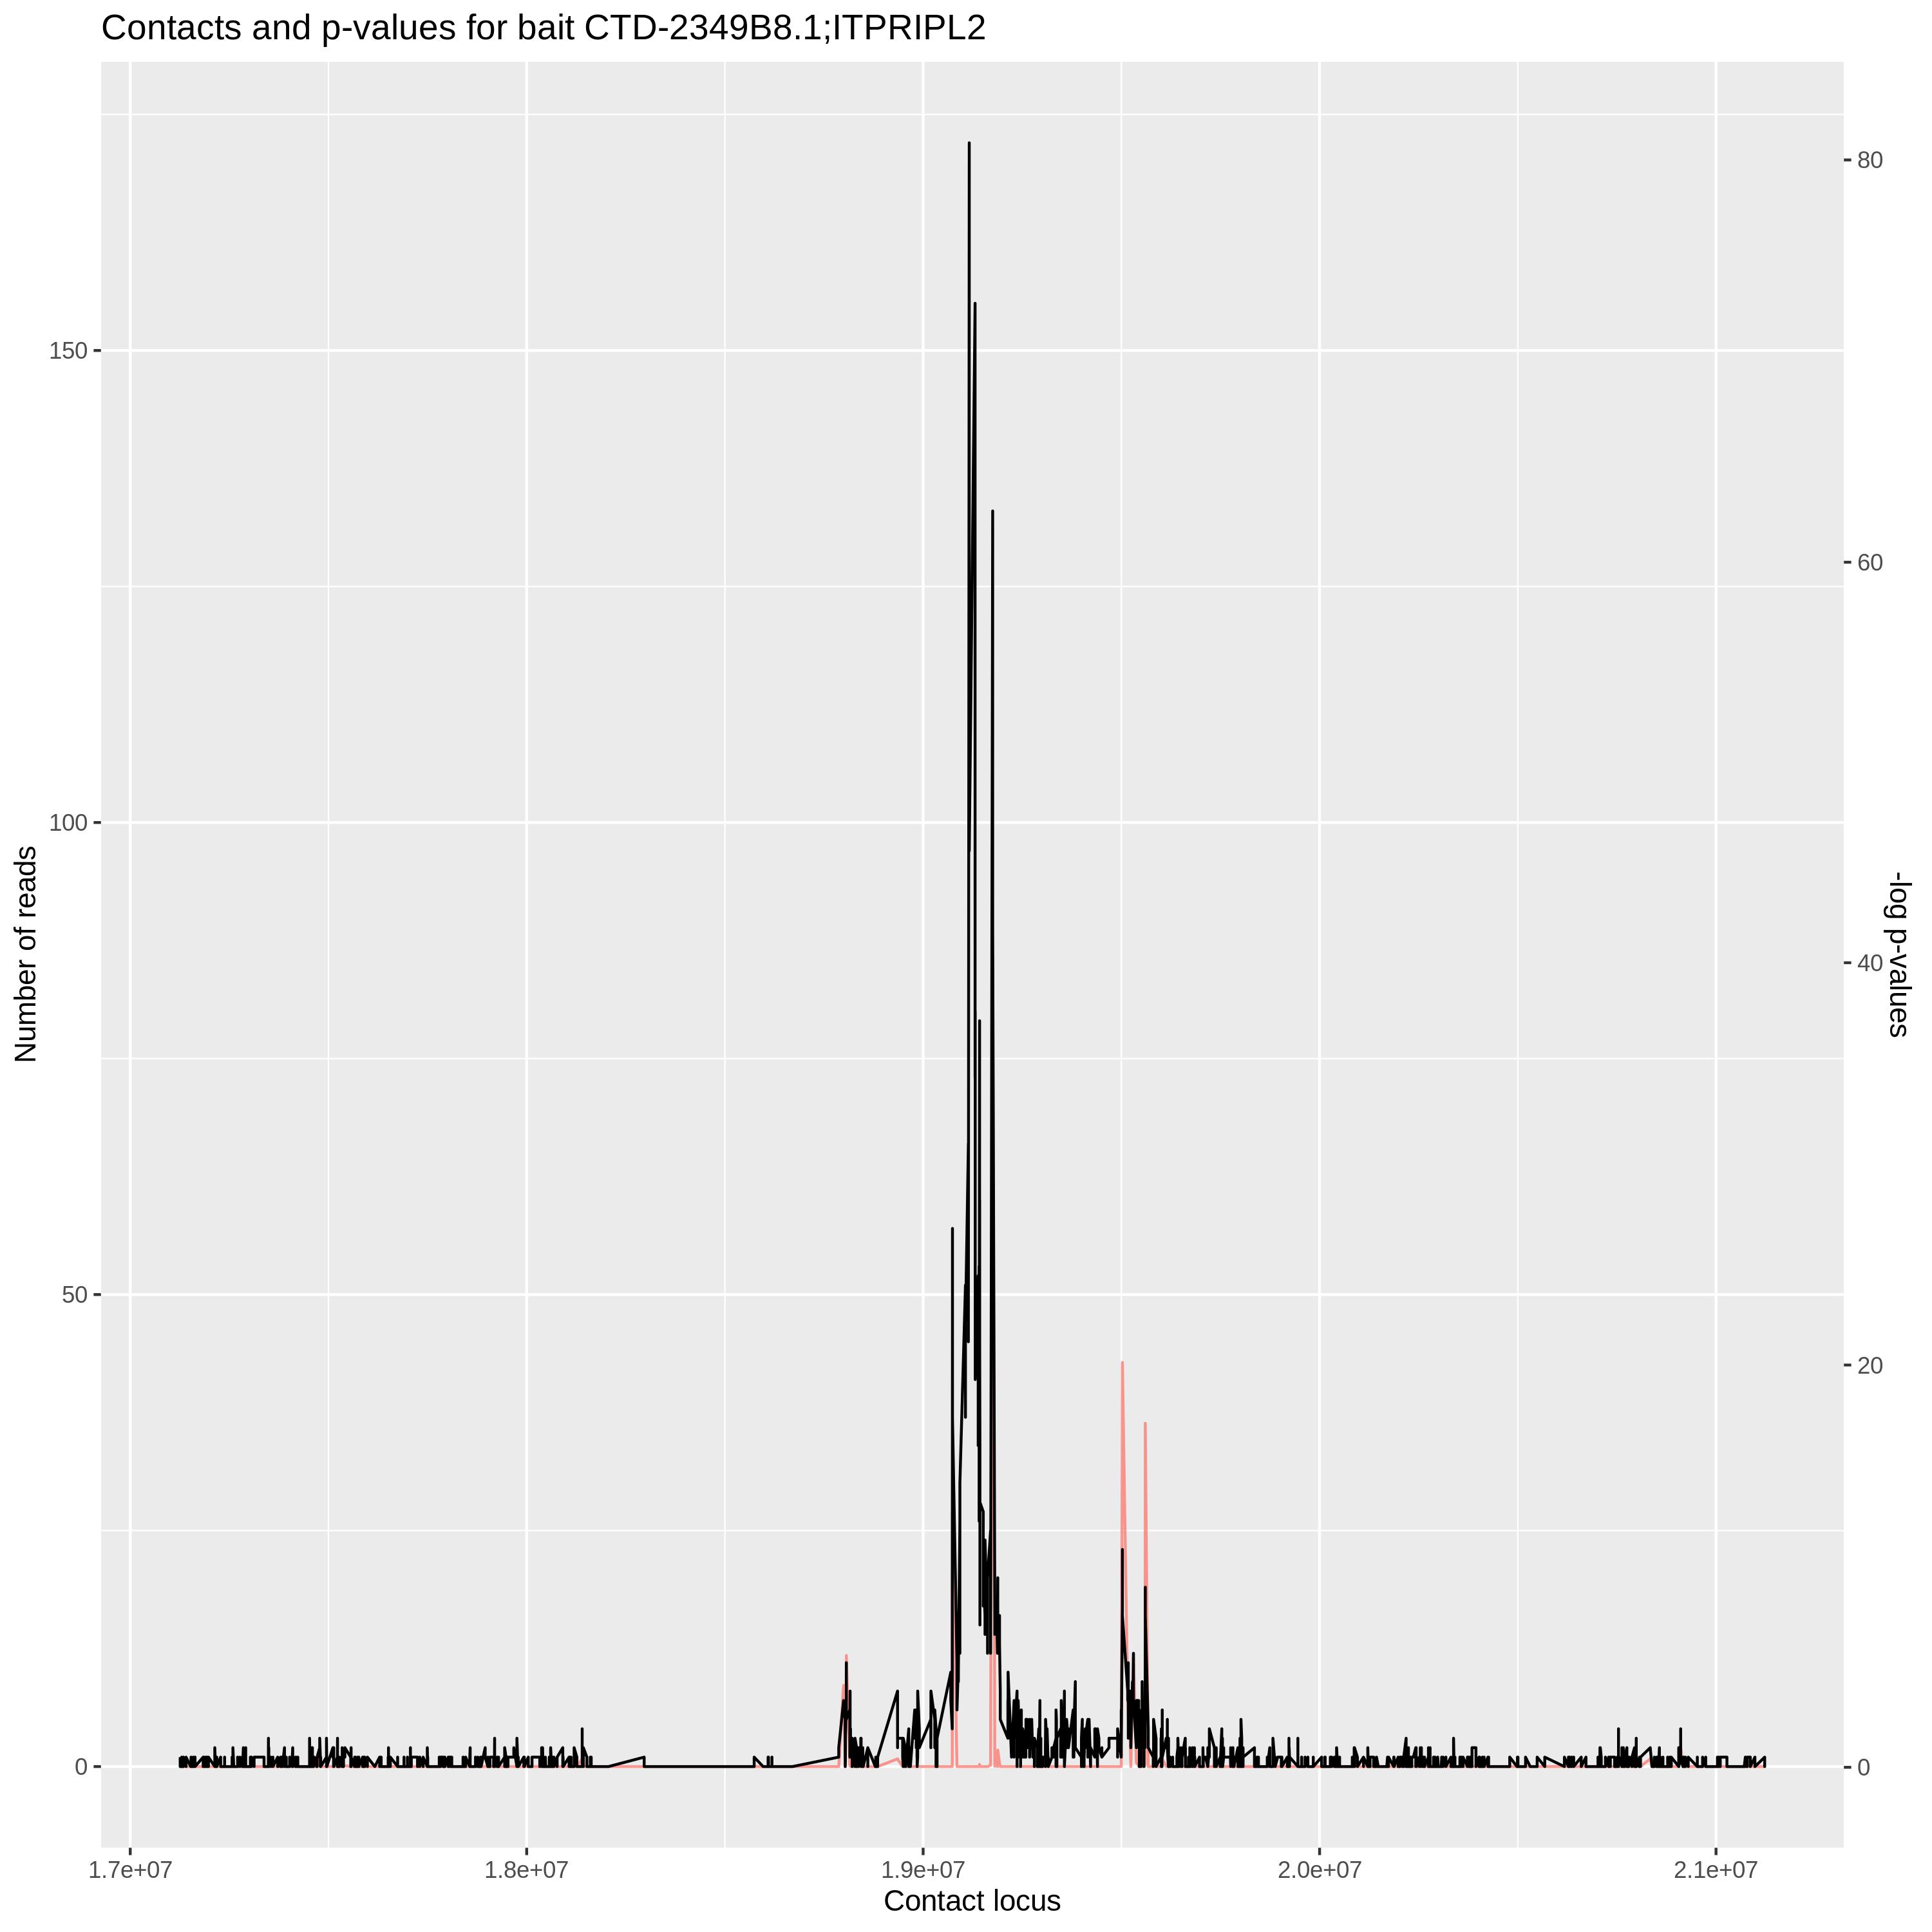 Contacts and p-values for bait CTD-2349B8.1;ITPRIPL2
Number of reads
150
100
50
0
80
60
40
20
0
-log p-values
1.7e+07
1.8e+07
1.9e+07
2.0e+07
2.1e+07
Contact locus